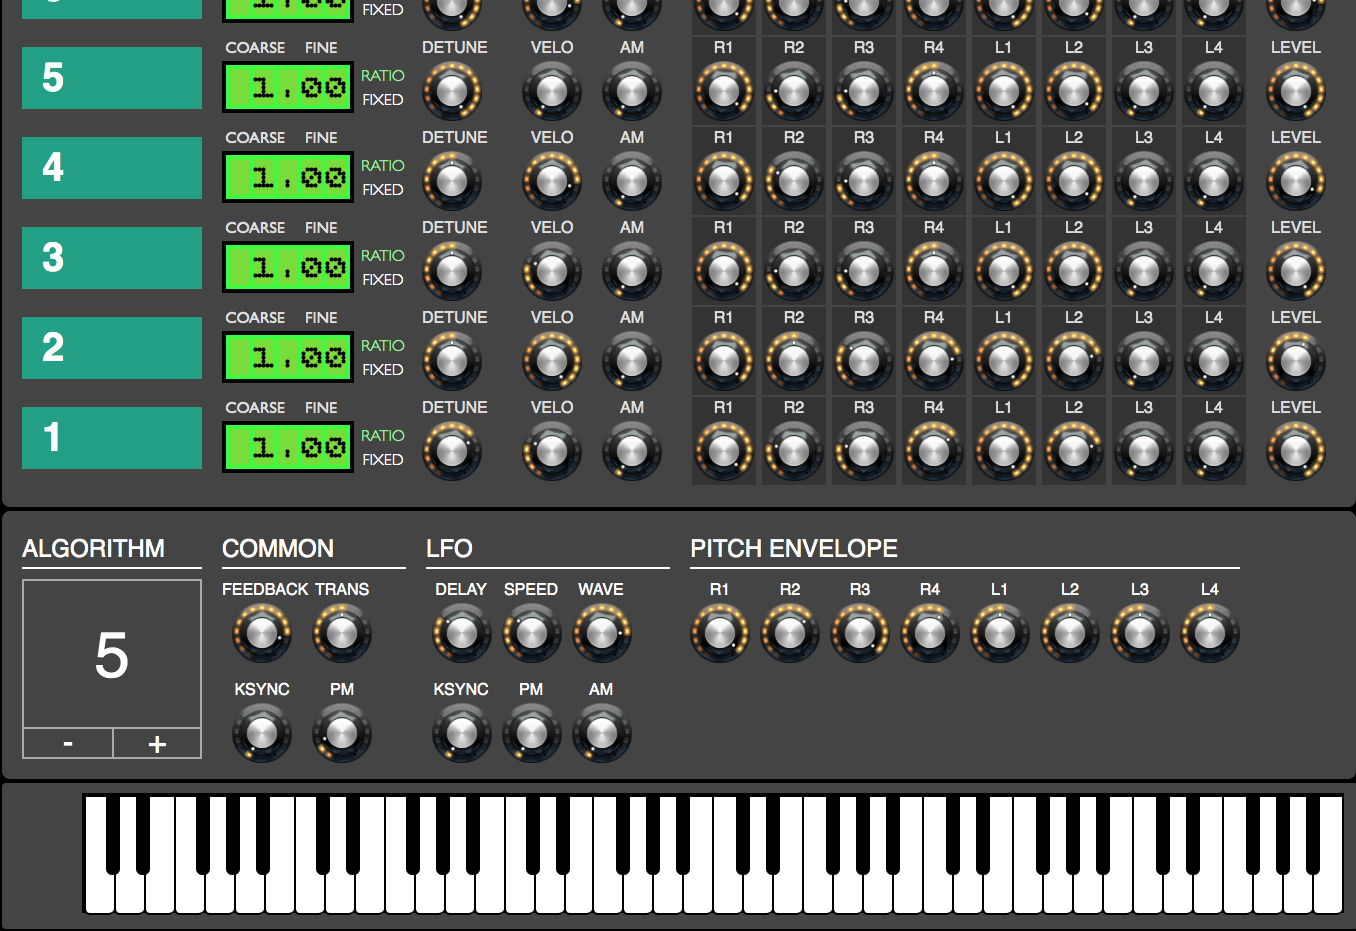 FIXED
COARSE FINE DETUNE VELO AM R1 R2 R3 R4 L1 L2 L3 L4 LEVEL
5 1.00 RATIO
FIXED
COARSE FINE DETUNE VELO AM R1 R2 R3 R4 L1 L2 L3 L4 LEVEL
4 1.00 RATIO
FIXED
COARSE FINE DETUNE VELO AM R1 R2 R3 R4 L1 L2 L3 L4 LEVEL
3 1.00 RATIO
FIXED
COARSE FINE DETUNE VELO AM R1 R2 R3 R4 L1 L2 L3 L4 LEVEL
2 1.00 RATIO
FIXED
COARSE FINE DETUNE VELO AM R1 R2 R3 R4 L1 L2 L3 L4 LEVEL
1 1.00 RATIO
FIXED
ALGORITHM COMMON LFO PITCH ENVELOPE
FEEDBACK TRANS DELAY SPEED WAVE R1 R2 R3 R4 L1 L2 L3 L4
5
KSYNC PM KSYNC PM AM
- +